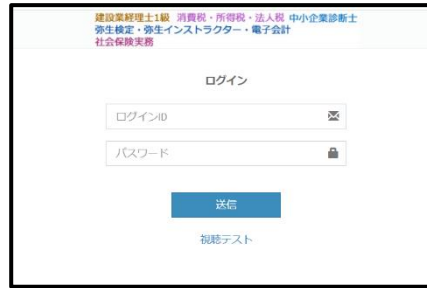 建設業経理士1級 消費税・所得税・法人税 中小企業診断士
弥生検定・弥生インストラクター・電子会計
社会保険実務
ログイン
ログインID
パスワード
送信
視聴テスト